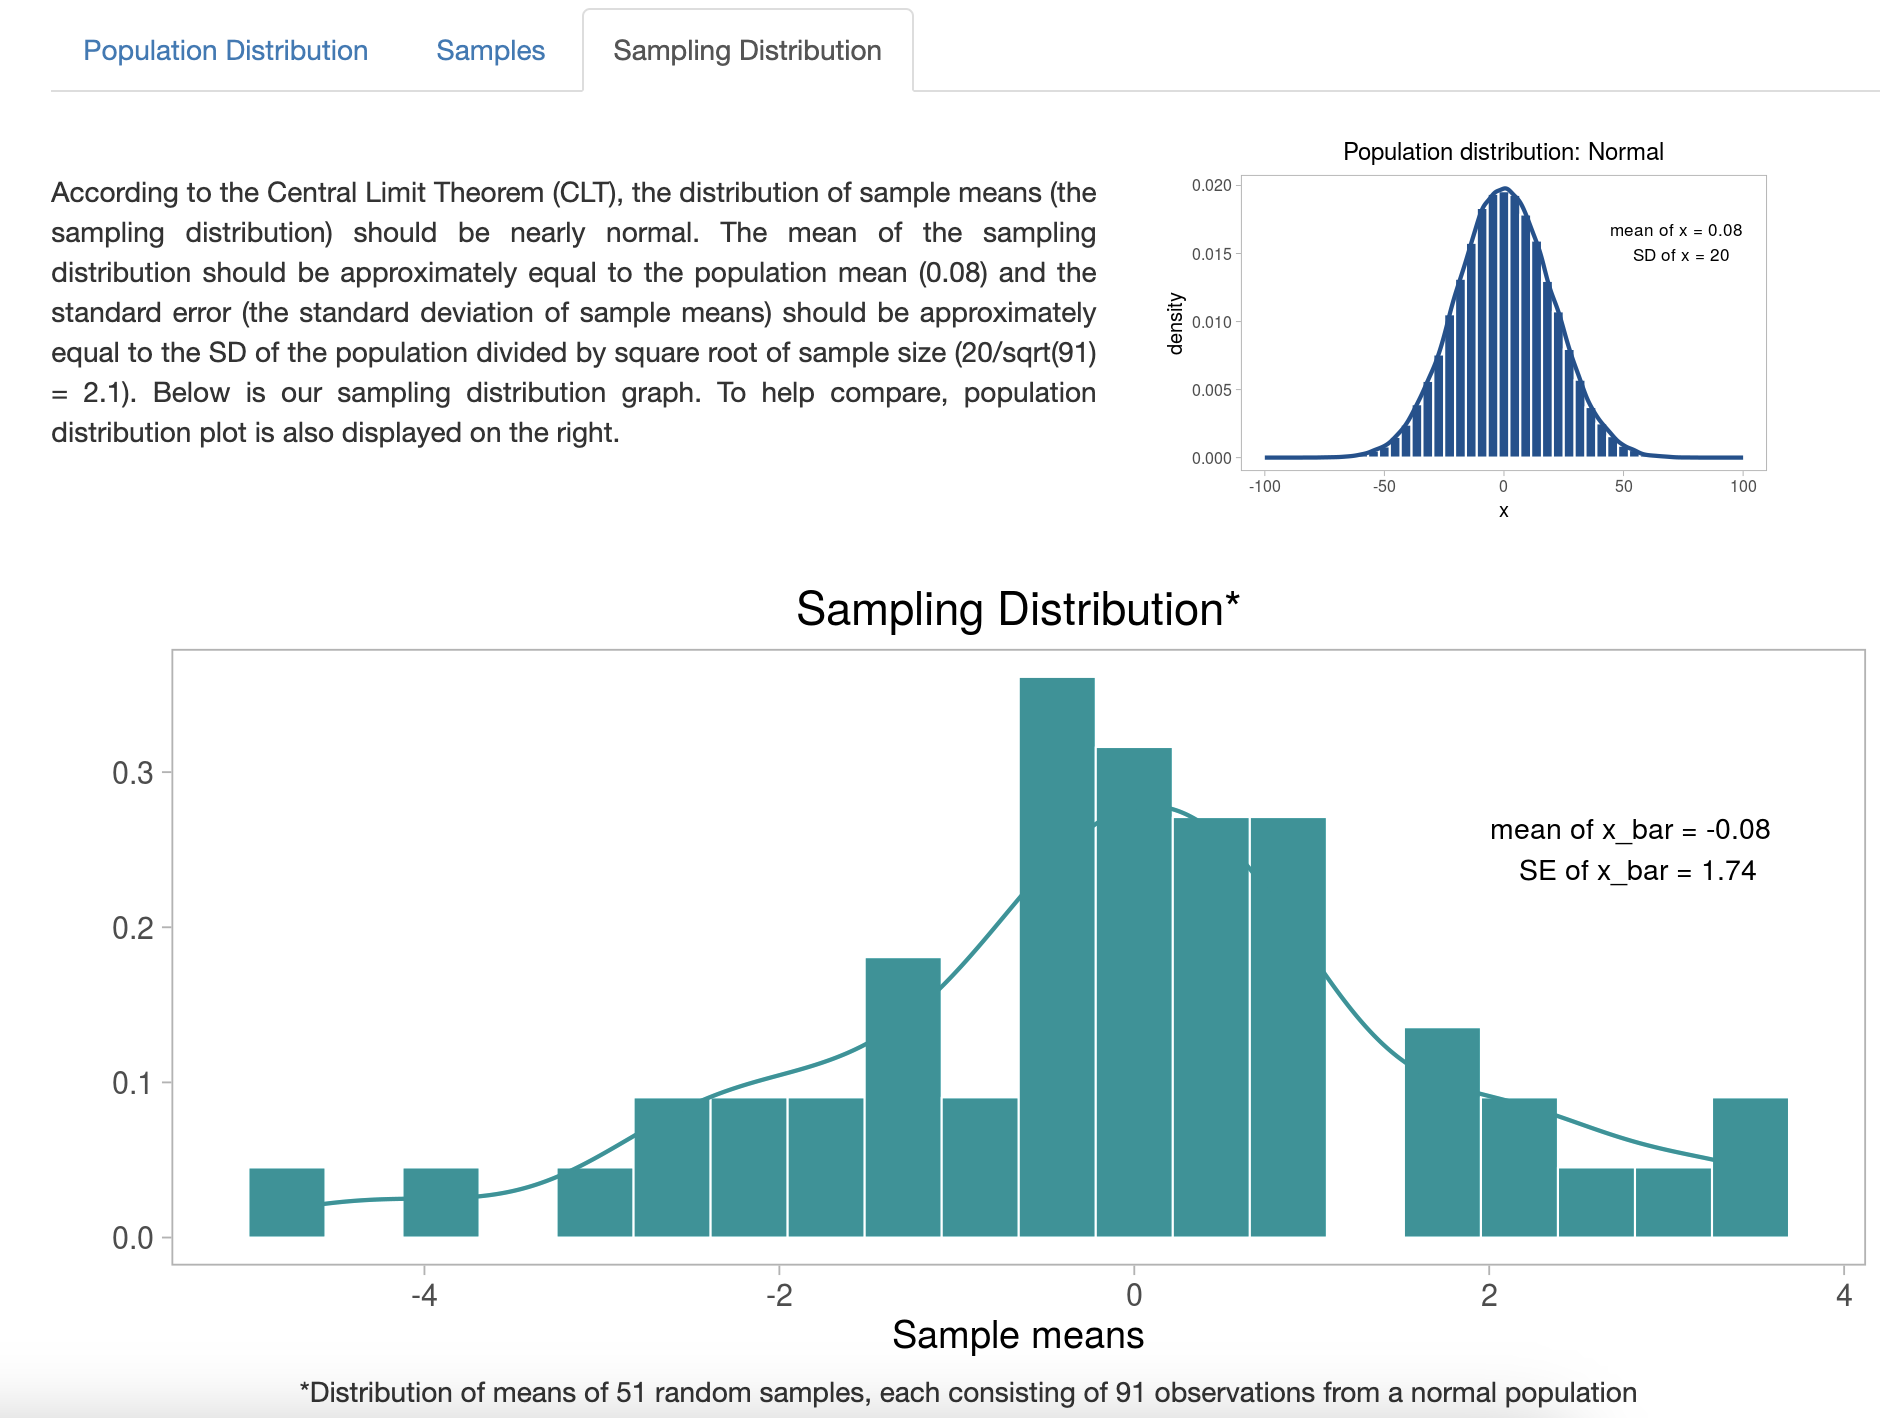 Population Distribution
Samples
Sampling Distribution
According to the Central Limit Theorem (CLT), the distribution of sample means (the
sampling distribution) should be nearly normal. The mean of the sampling
distribution should be approximately equal to the population mean (0.08) and the
standard error (the standard deviation of sample means) should be approximately
equal to the SD of the population divided by square root of sample size (20/sqrt(91)
= 2.1). Below is our sampling distribution graph. To help compare, population
distribution plot is also displayed on the right.
Population distribution: Normal
0.020
0.015
0.010
0.005
0.000
density
mean of x = 0.08
SD of x = 20
-100
-50
0
50
100
x
Sampling Distribution*
0.3
0.2
0.1
0.0
mean of x_bar = -0.08
SE of x_bar = 1.74
-4
-2
0
2
4
Sample means
*Distribution of means of 51 random samples, each consisting of 91 observations from a normal population